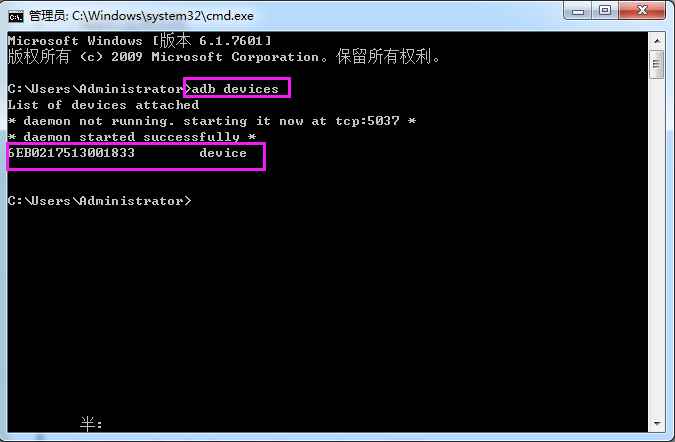 管理员: C:\Windows\system32\cmd.exe
Microsoft Windows [版本 6.1.7601]
版权所有 (c) 2009 Microsoft Corporation。保留所有权利。
C:\Users\Administrator>adb devices
List of devices attached
* daemon not running. starting it now at tcp:5037 *
* daemon started successfully *
6EB0217513001833        device
C:\Users\Administrator>
半: